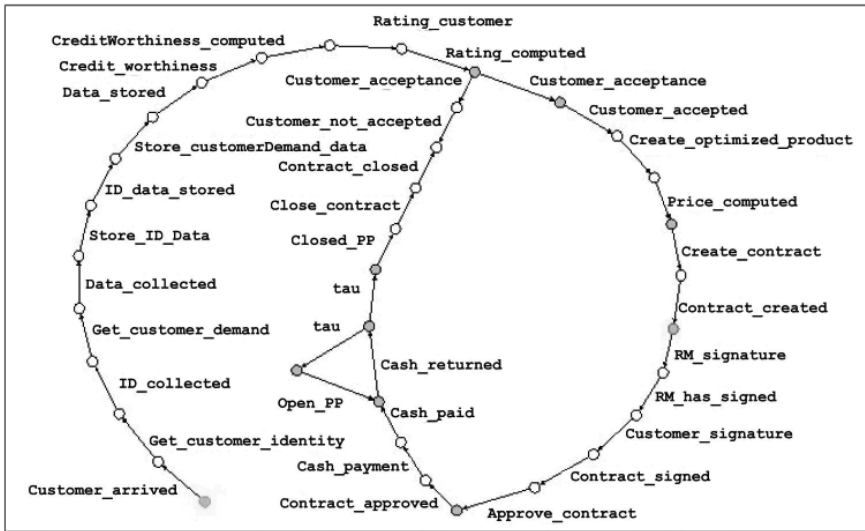 Rating_customer
CreditWorthiness_computed
Rating_computed
Credit_worthiness
Customer_acceptance
Customer_acceptance
Data_stored
Customer_accepted
Customer_not_accepted
Create_optimized_product
Store_customerDemand_data
Contract_closed
ID_data_stored
Close_contract
Price_computed
Store_ID_Data
Closed_PP
Create_contract
Data_collected
tau
Contract_created
Get_customer_demand
tau
RM_signature
Cash_returned
ID_collected
Open_PP
Cash_paid
RM_has_signed
Get_customer_identity
Customer_signature
Cash_payment
Contract_signed
Customer_arrived
Contract_approved
Approve_contract